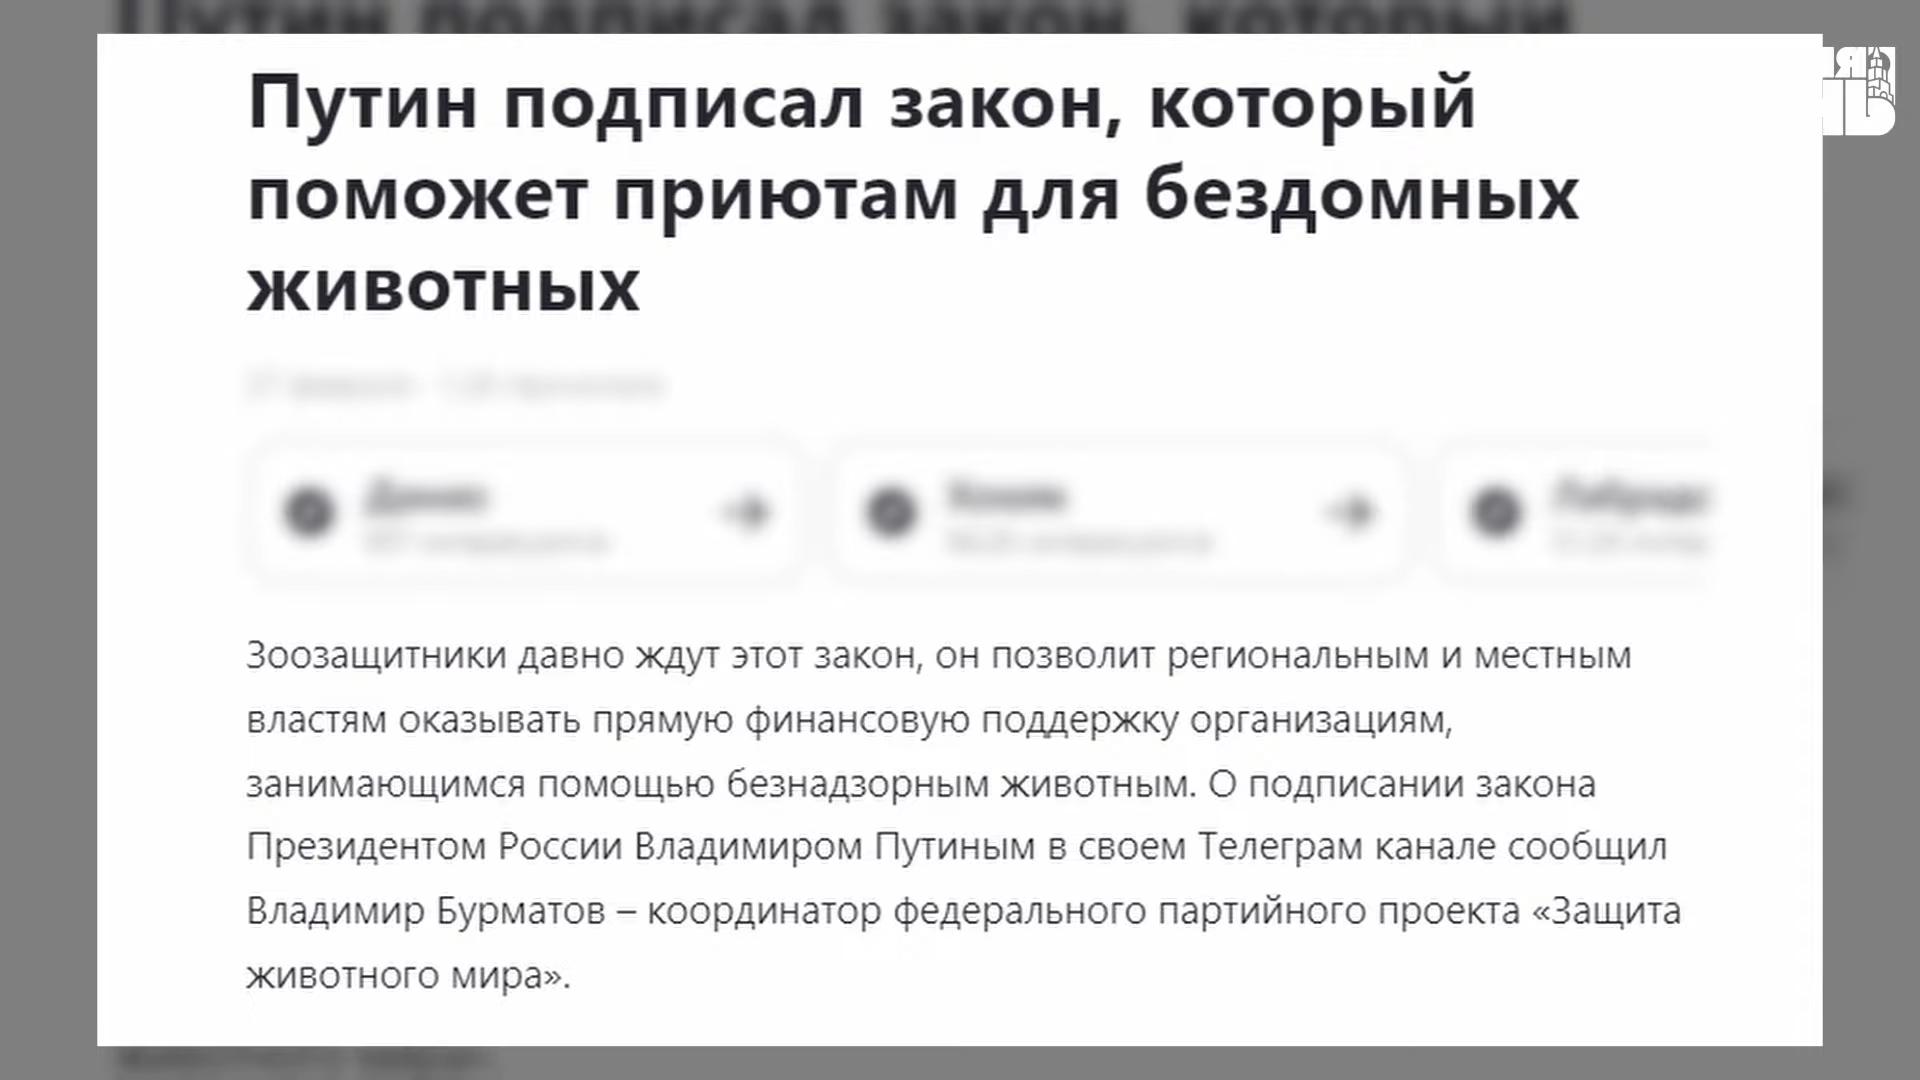 Путин подписал закон, который
поможет приютам для бездомных
животных
Зоозащитники давно ждут этот закон, он позволит региональным и местным
властям оказывать прямую финансовую поддержку организациям,
занимающимся помощью безнадзорным животным. О подписании закона
Президентом России Владимиром Путиным в своем Телеграм канале сообщил
Владимир Бурматов – координатор федерального партийного проекта «Защита
животного мира».